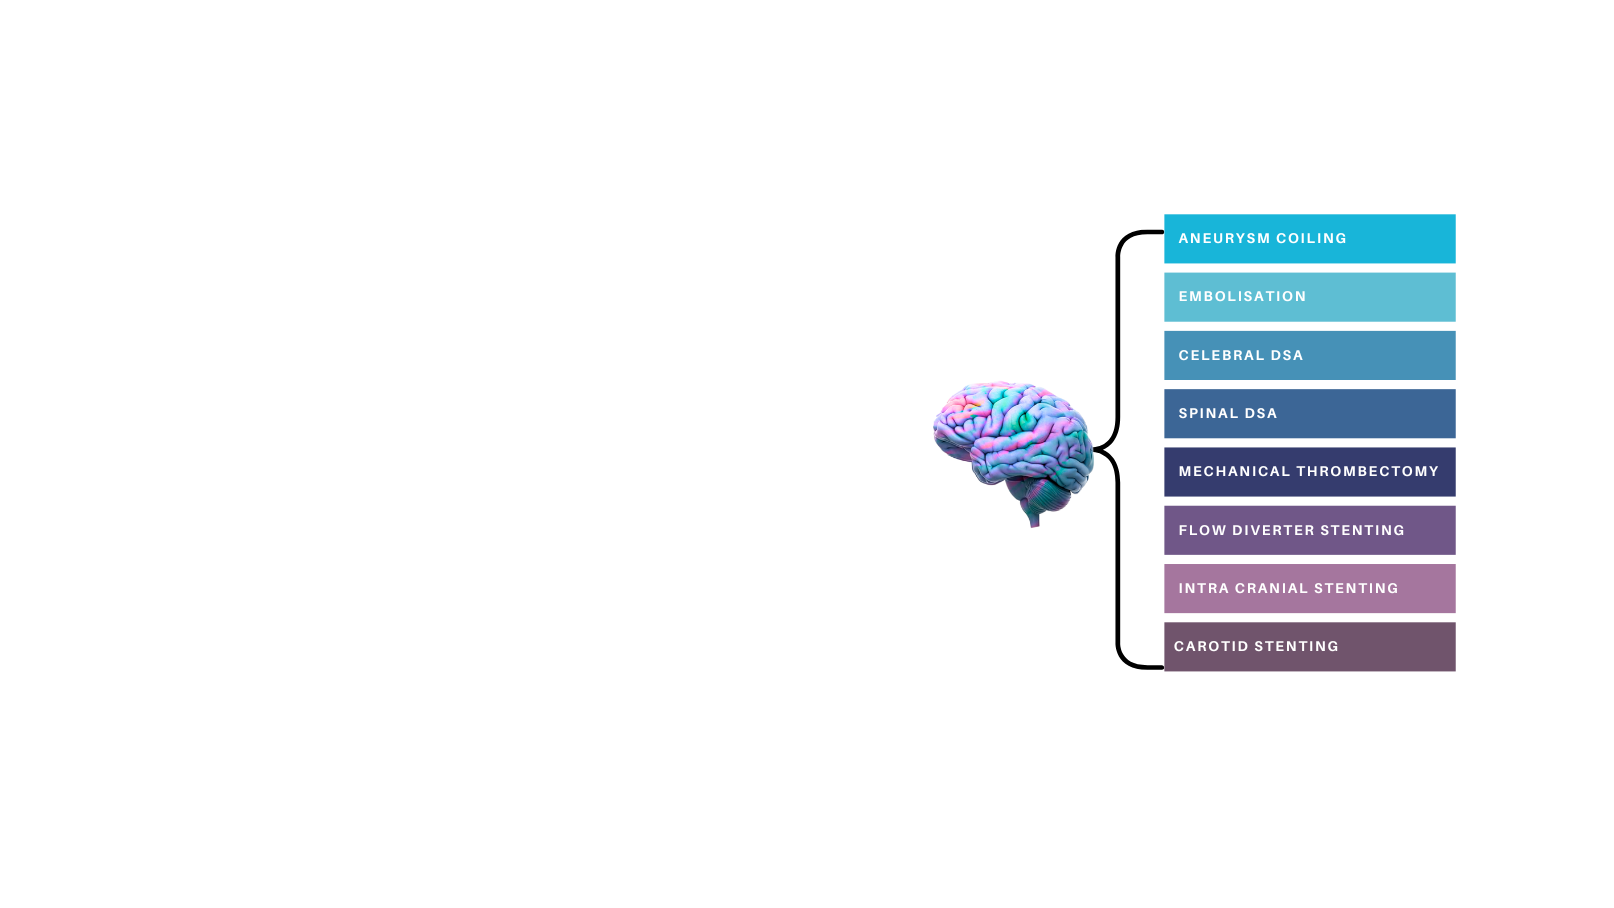 ANEURYSM COILING
EMBOLISATION
CELEBRAL DSA
SPINAL DSA
MECHANICAL THROMBECTOMY
FLOW DIVERTER STENTING
INTRA CRANIAL STENTING
CAROTID STENTING